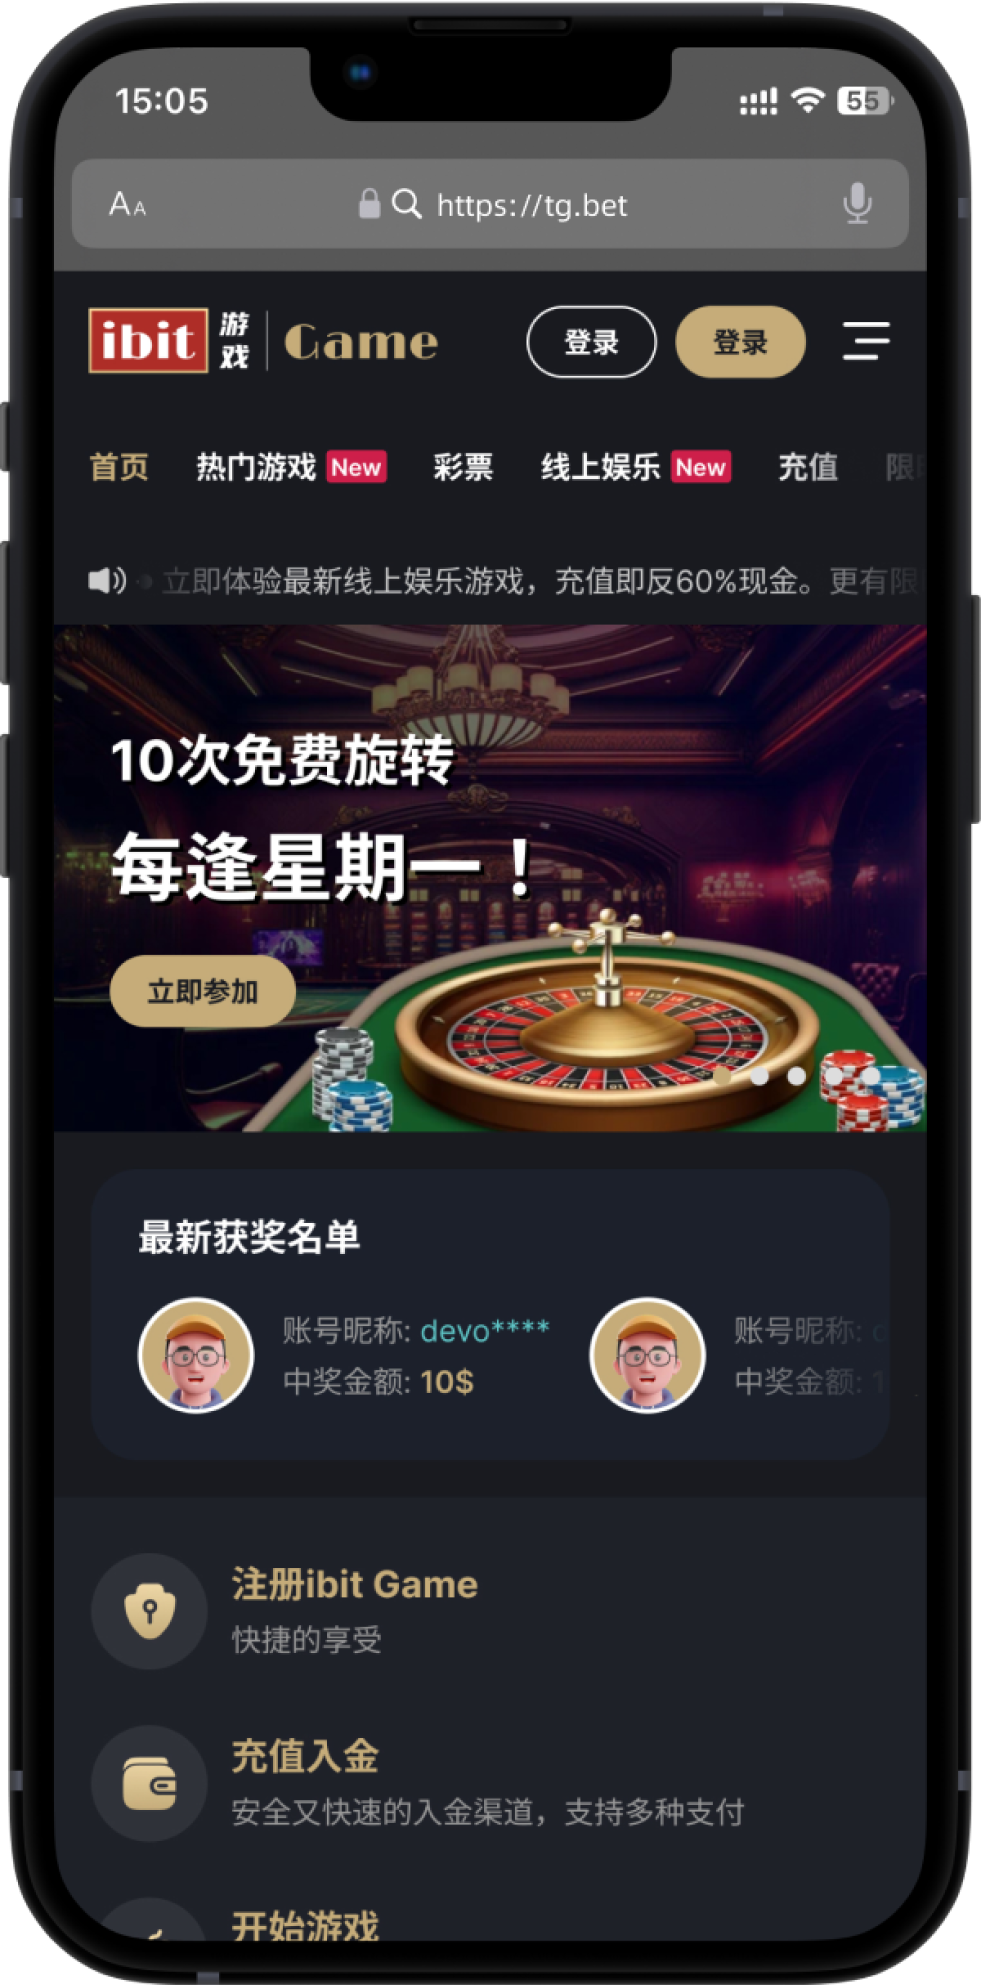 15:05
55
AA
https://tg.bet
ibit 游戏 Game
登录
登录
首页 热门游戏 New 彩票 线上娱乐 New 充值 限
立即体验最新线上娱乐游戏，充值即反60%现金。更有限
10次免费旋转
每逢星期一！
立即参加
最新获奖名单
账号昵称: devo****
中奖金额: 10$
账号昵称: d
中奖金额: 1
注册ibit Game
快捷的享受
充值入金
安全又快速的入金渠道，支持多种支付
开始游戏